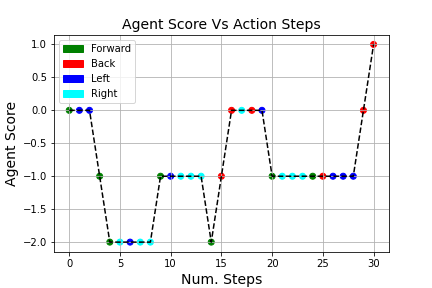 Agent Score Vs Action Steps
Agent Score
1.0
0.5
0.0
−0.5
−1.0
−1.5
−2.0
Forward
Back
Left
Right
0 5 10 15 20 25 30
Num. Steps